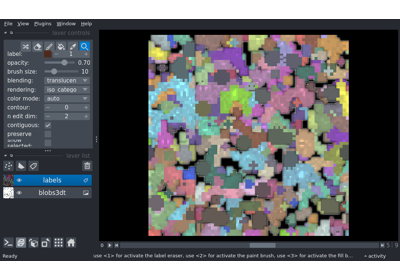 File View Plugins Window Help
layer controls
label: 1
opacity: 0.70
brush size: 10
blending: translucen
rendering: iso_catego
color mode: auto
contour: 0
n edit dim: 2
contiguous:
preserve
layer list
labels
blobs3dt
Ready
use <1> for activate the label eraser, use <2> for activate the paint brush, use <3> for activate the fill b...
activity